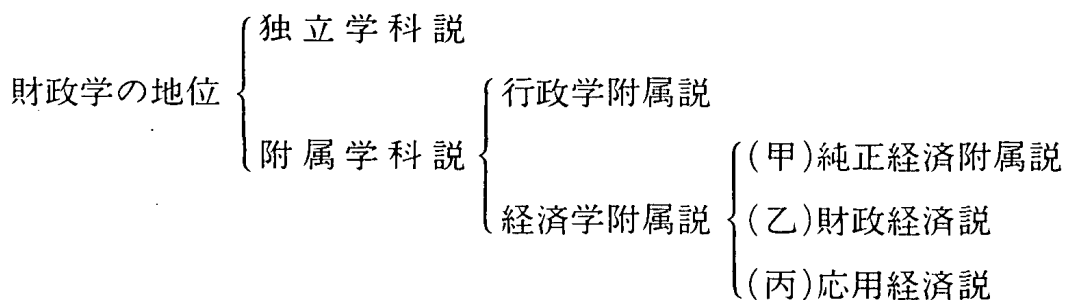 財政学の地位
独立学科説
附属学科説
行政学附属説
経済学附属説
(甲)純正経済附属説
(乙)財政経済説
(丙)応用経済説